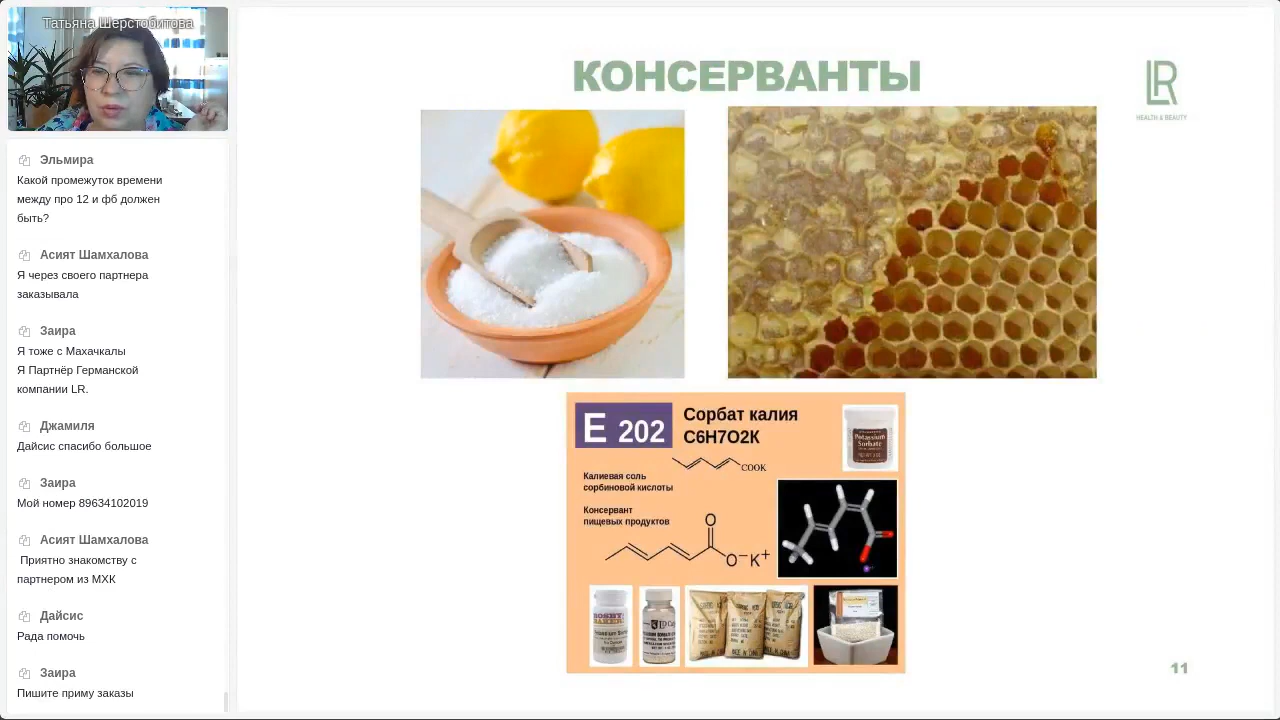 Татьяна Шерстобитова
Эльмира
Какой промежуток времени
между про 12 и фб должен
быть?
Асият Шамхалова
Я через своего партнера
заказывала
Заира
Я тоже с Махачкалы
Я Партнёр Германской
компании LR.
Джамиля
Дайсис спасибо большое
Заира
Мой номер 89634102019
Асият Шамхалова
Приятно знакомству с
партнером из МХК
Дайсис
Рада помочь
Заира
Пишите приму заказы
КОНСЕРВАНТЫ
LR
HEALTH & BEAUTY
E 202
Сорбат калия
C6H7O2K
COOK
Калиевая соль
сорбиновой кислоты
Консервант
пищевых продуктов
O
O⁻K⁺
Potassium
Sorbate
11